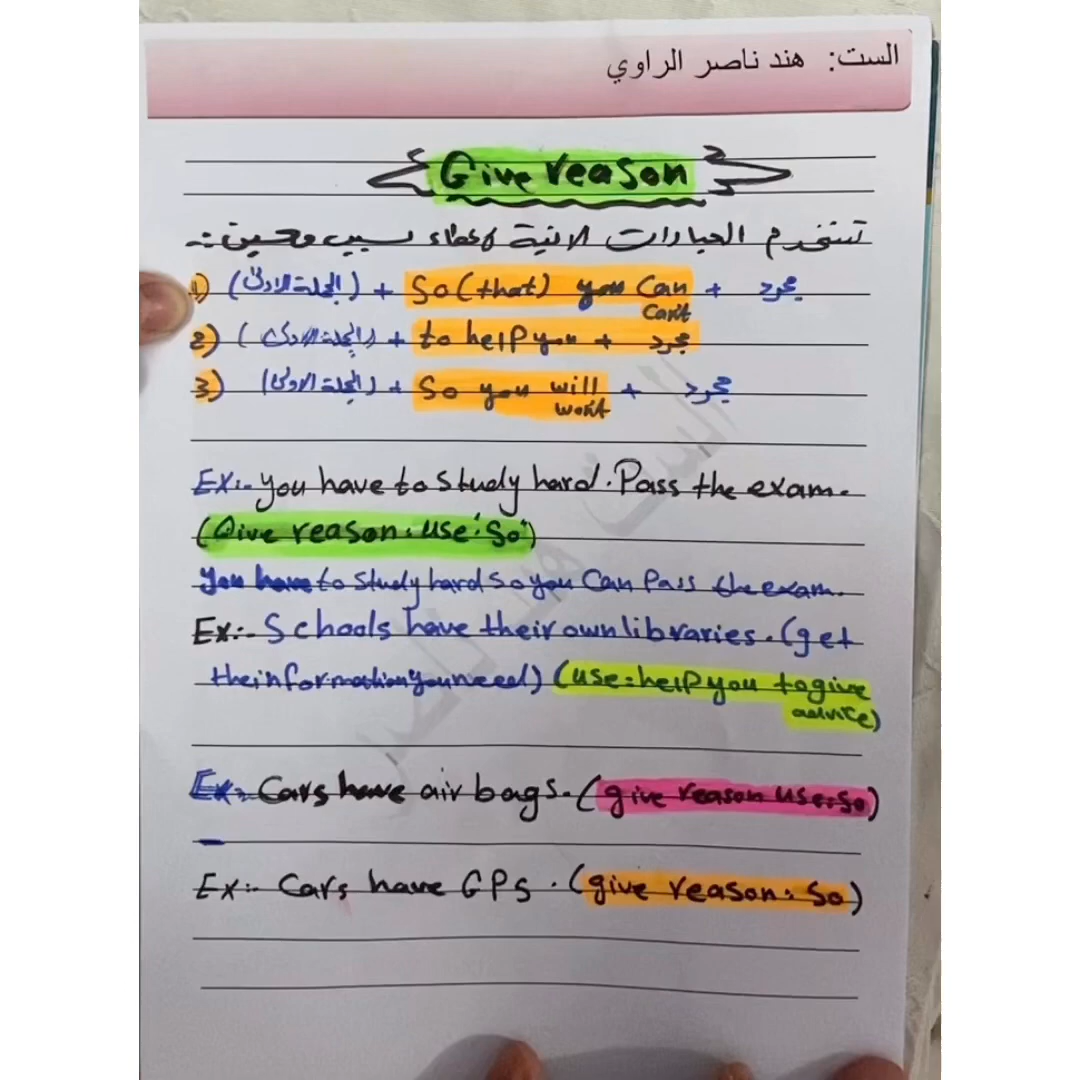 الست: هند ناصر الراوي
Give reason
تستخدم العبارات الاتية لاعطاء سبب معين :-
1) (الجملة الاولى) + So (that) you Can + مجرد
Can't
2) (الجملة الاولى) + to help you + مجرد
3) (الجملة الاولى) + So you will + مجرد
won't
EX:- you have to study hard. Pass the exam.
(Give reason: use 'So')
you have to study hard so you Can Pass the exam.
Ex:- Schools have their own libraries. (get
the information you need) (use: help you to give
advice)
Ex:- Cars have air bags. (give reason use: so)
Ex:- Cars have GPS. (give reason: So)
الست هند ناصر